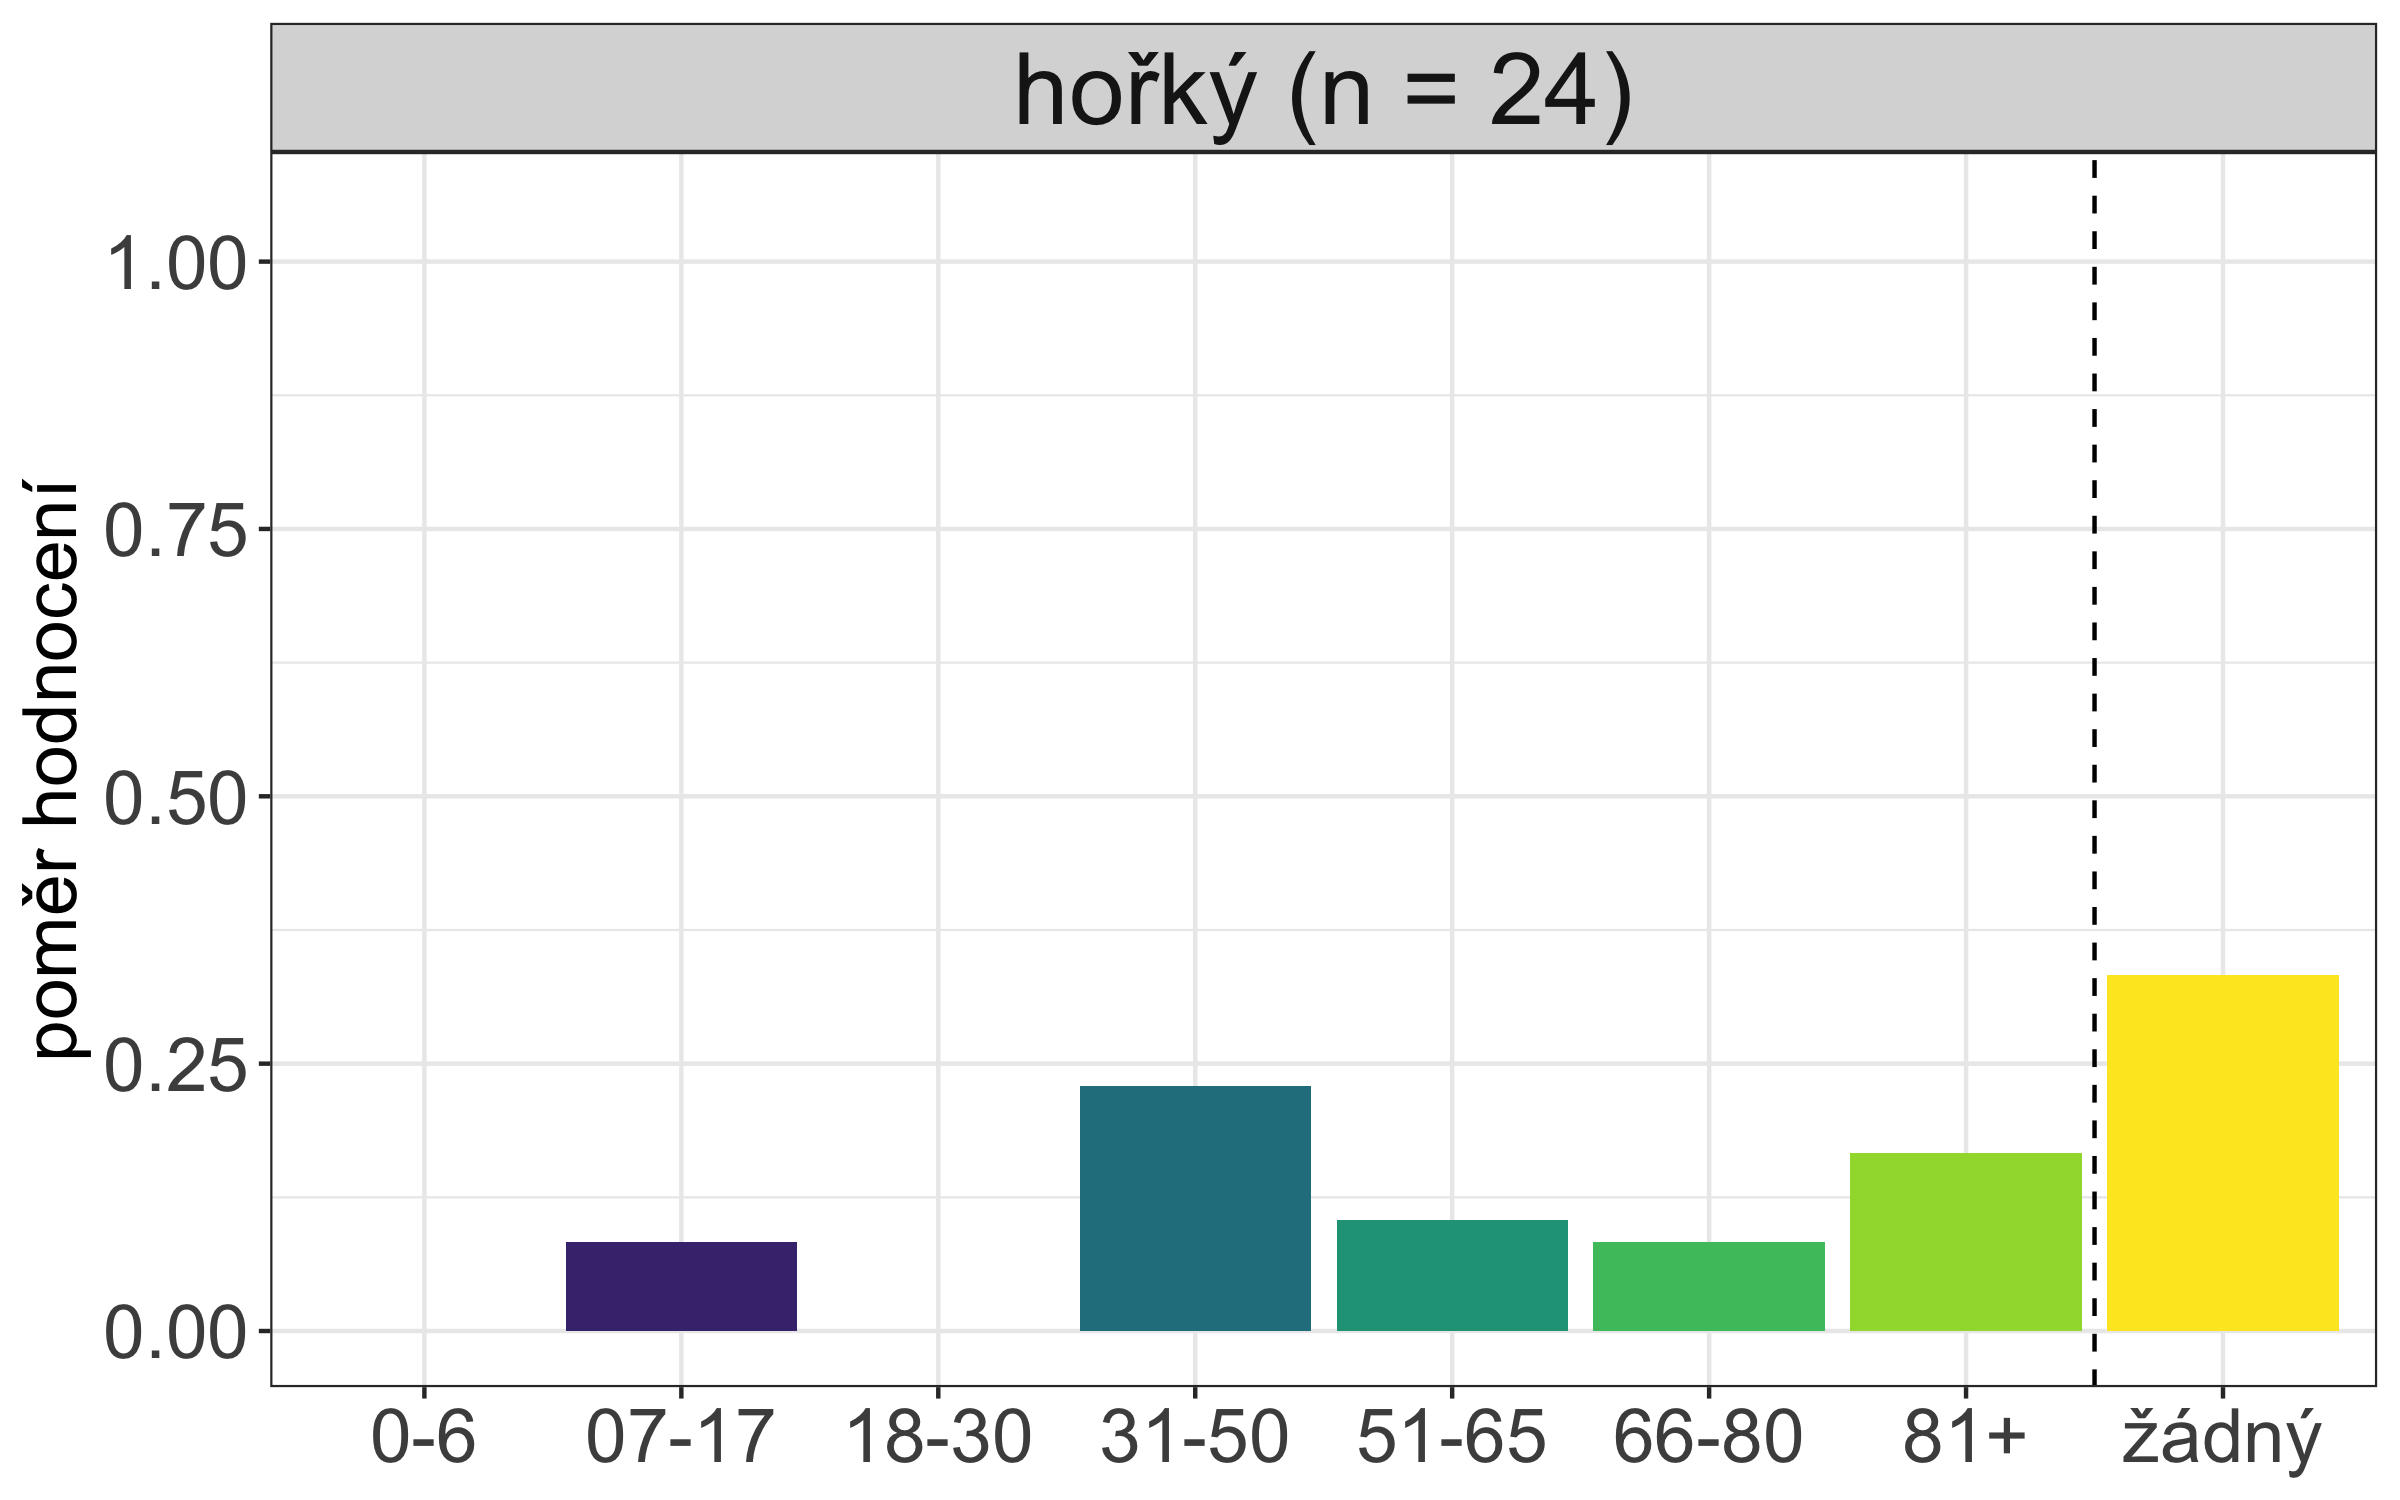 hořký (n = 24)
poměr hodnocení
1.00
0.75
0.50
0.25
0.00
0-6 07-17 18-30 31-50 51-65 66-80 81+ žádný